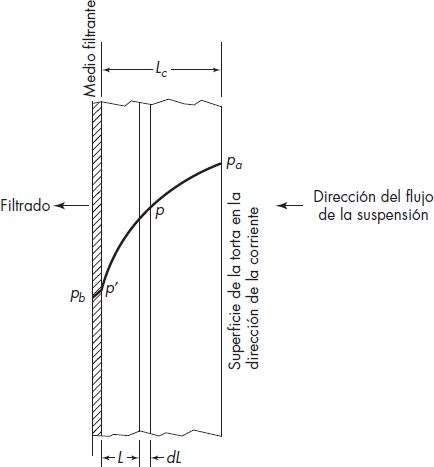 Medio filtrante
Lc
pa
Filtrado
p
Dirección del flujo
de la suspensión
pb
p′
Superficie de la torta en la
dirección de la corriente
L
dL